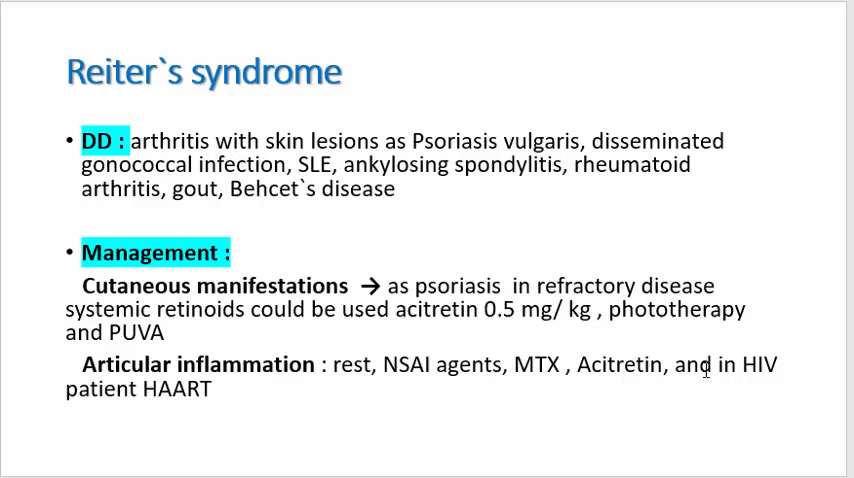 Reiter`s syndrome
• DD : arthritis with skin lesions as Psoriasis vulgaris, disseminated
gonococcal infection, SLE, ankylosing spondylitis, rheumatoid
arthritis, gout, Behcet`s disease
• Management :
Cutaneous manifestations → as psoriasis in refractory disease
systemic retinoids could be used acitretin 0.5 mg/ kg , phototherapy
and PUVA
Articular inflammation : rest, NSAI agents, MTX , Acitretin, and in HIV
patient HAART